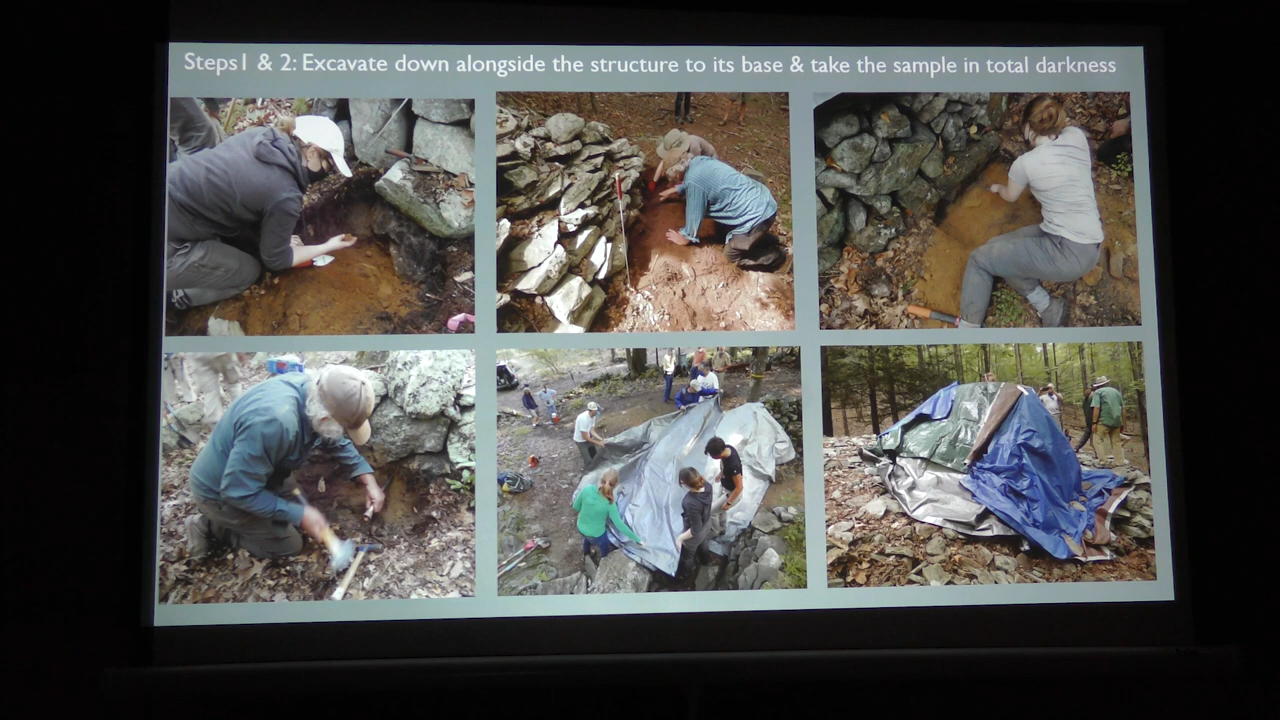 Steps1 & 2: Excavate down alongside the structure to its base & take the sample in total darkness